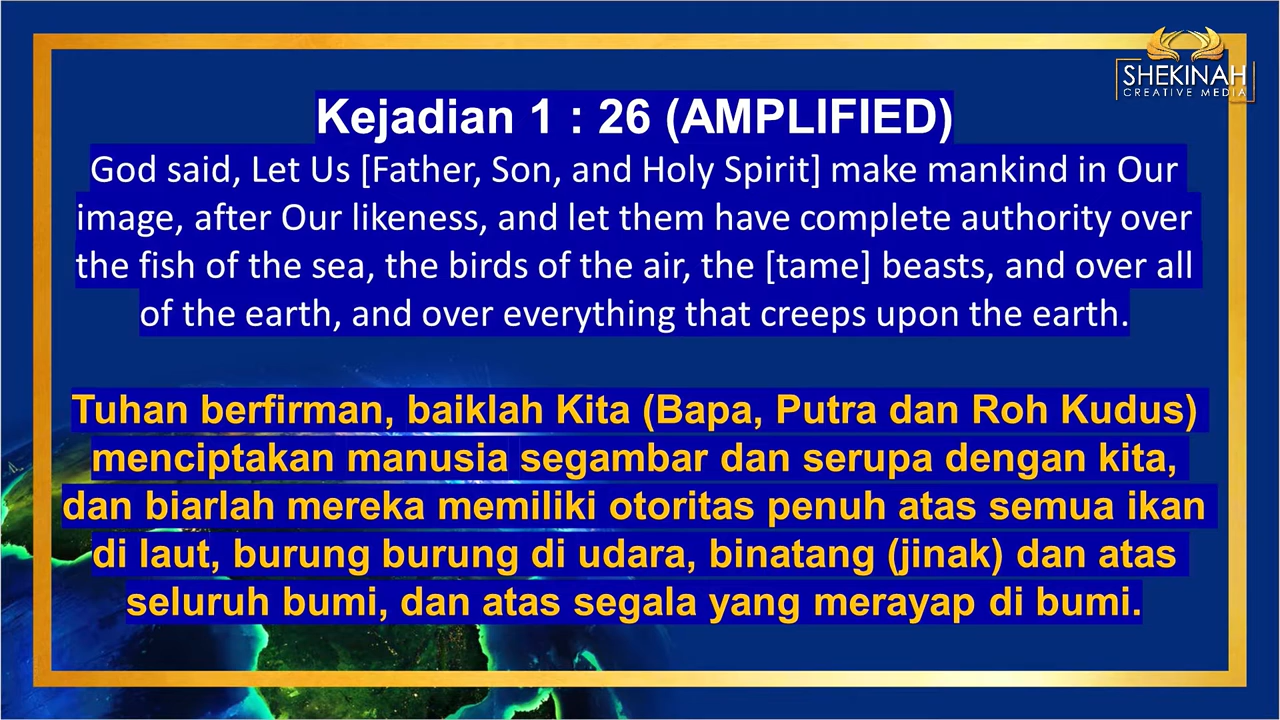 SHEKINAH
CREATIVE MEDIA
Kejadian 1 : 26 (AMPLIFIED)
God said, Let Us [Father, Son, and Holy Spirit] make mankind in Our
image, after Our likeness, and let them have complete authority over
the fish of the sea, the birds of the air, the [tame] beasts, and over all
of the earth, and over everything that creeps upon the earth.
Tuhan berfirman, baiklah Kita (Bapa, Putra dan Roh Kudus)
menciptakan manusia segambar dan serupa dengan kita,
dan biarlah mereka memiliki otoritas penuh atas semua ikan
di laut, burung burung di udara, binatang (jinak) dan atas
seluruh bumi, dan atas segala yang merayap di bumi.